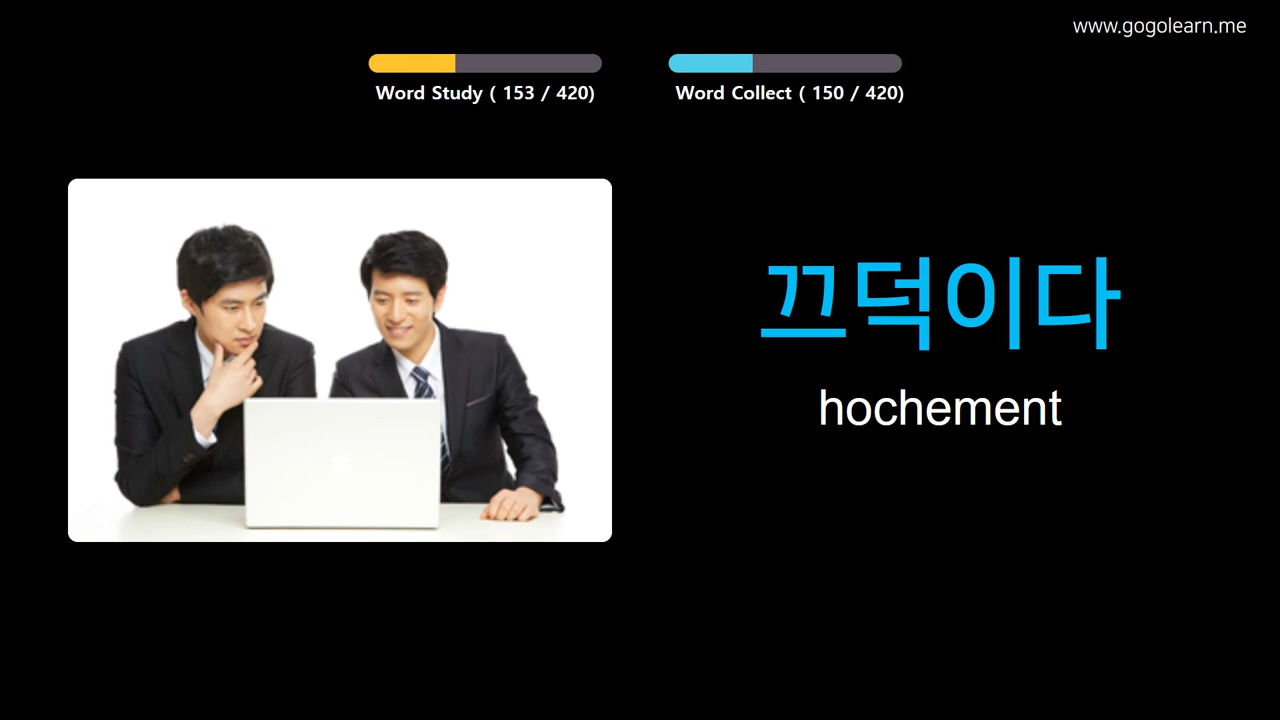 www.gogolearn.me
Word Study ( 153 / 420)
Word Collect ( 150 / 420)
끄덕이다
hochement